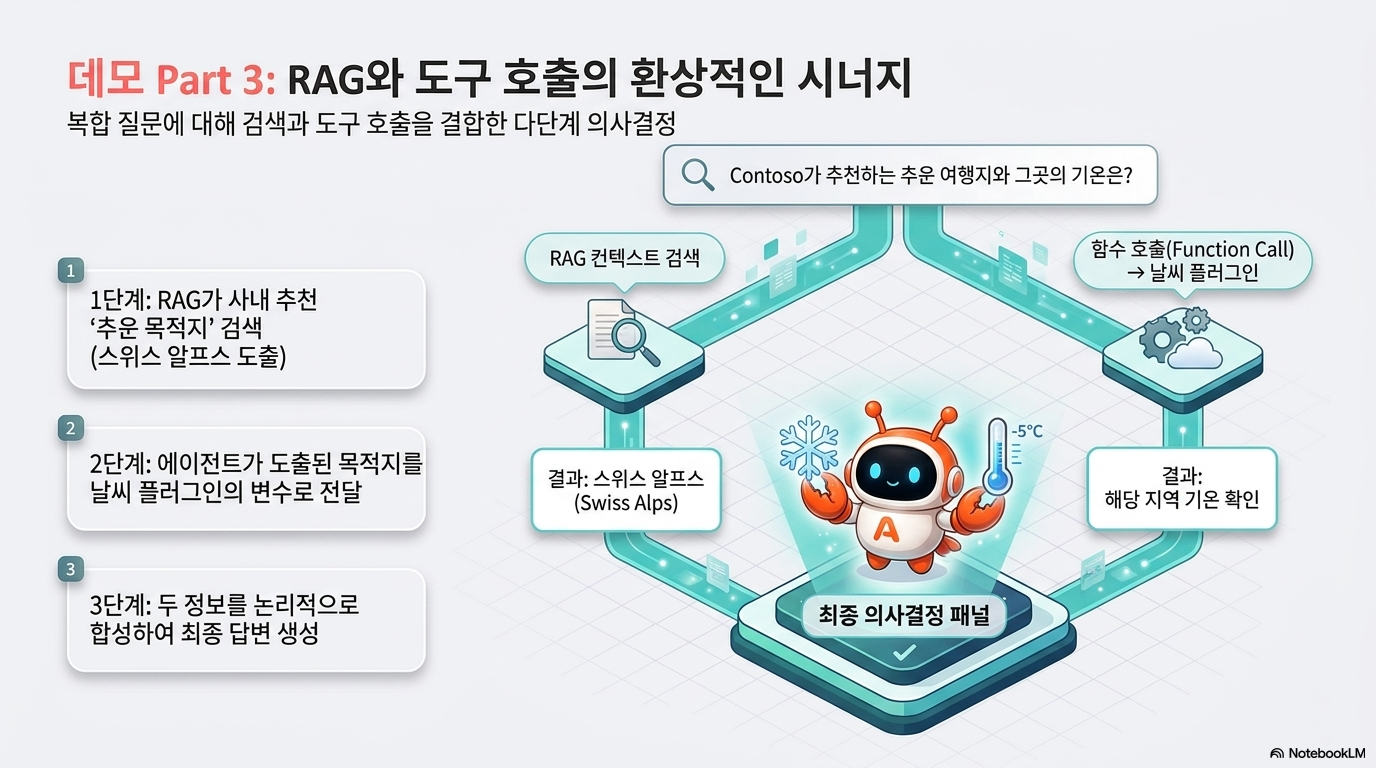 데모 Part 3: RAG와 도구 호출의 환상적인 시너지
복합 질문에 대해 검색과 도구 호출을 결합한 다단계 의사결정
Contoso가 추천하는 추운 여행지와 그곳의 기온은?
1
1단계: RAG가 사내 추천
‘추운 목적지’ 검색
(스위스 알프스 도출)
2
2단계: 에이전트가 도출된 목적지를
날씨 플러그인의 변수로 전달
3
3단계: 두 정보를 논리적으로
합성하여 최종 답변 생성
RAG 컨텍스트 검색
결과: 스위스 알프스
(Swiss Alps)
함수 호출(Function Call)
→ 날씨 플러그인
결과:
해당 지역 기온 확인
-5°C
A
최종 의사결정 패널
NotebookLM